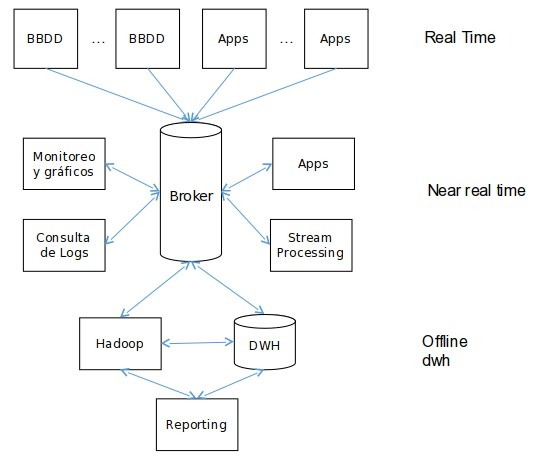 BBDD ... BBDD Apps ... Apps Real Time
Monitoreo
y gráficos
Broker
Apps
Near real time
Consulta
de Logs
Stream
Processing
Hadoop
DWH
Offline
dwh
Reporting